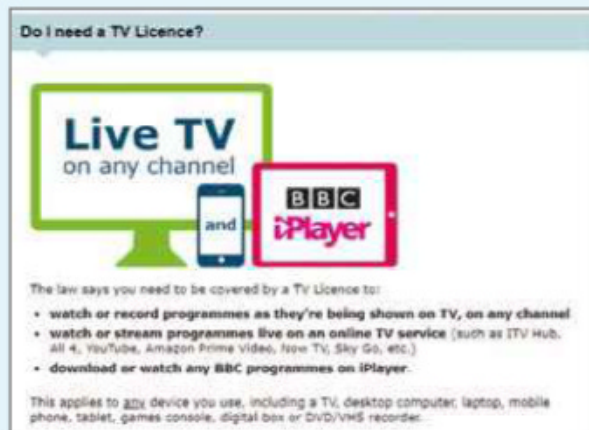 Do I need a TV Licence?
Live TV
on any channel
and
BBC
iPlayer
The law says you need to be covered by a TV Licence to:
• watch or record programmes as they're being shown on TV, on any channel
• watch or stream programmes live on an online TV service (such as ITV Hub,
All 4, YouTube, Amazon Prime Video, Now TV, Sky Go, etc.)
• download or watch any BBC programmes on iPlayer.
This applies to any device you use, including a TV, desktop computer, laptop, mobile
phone, tablet, games console, digital box or DVD/VHS recorder.